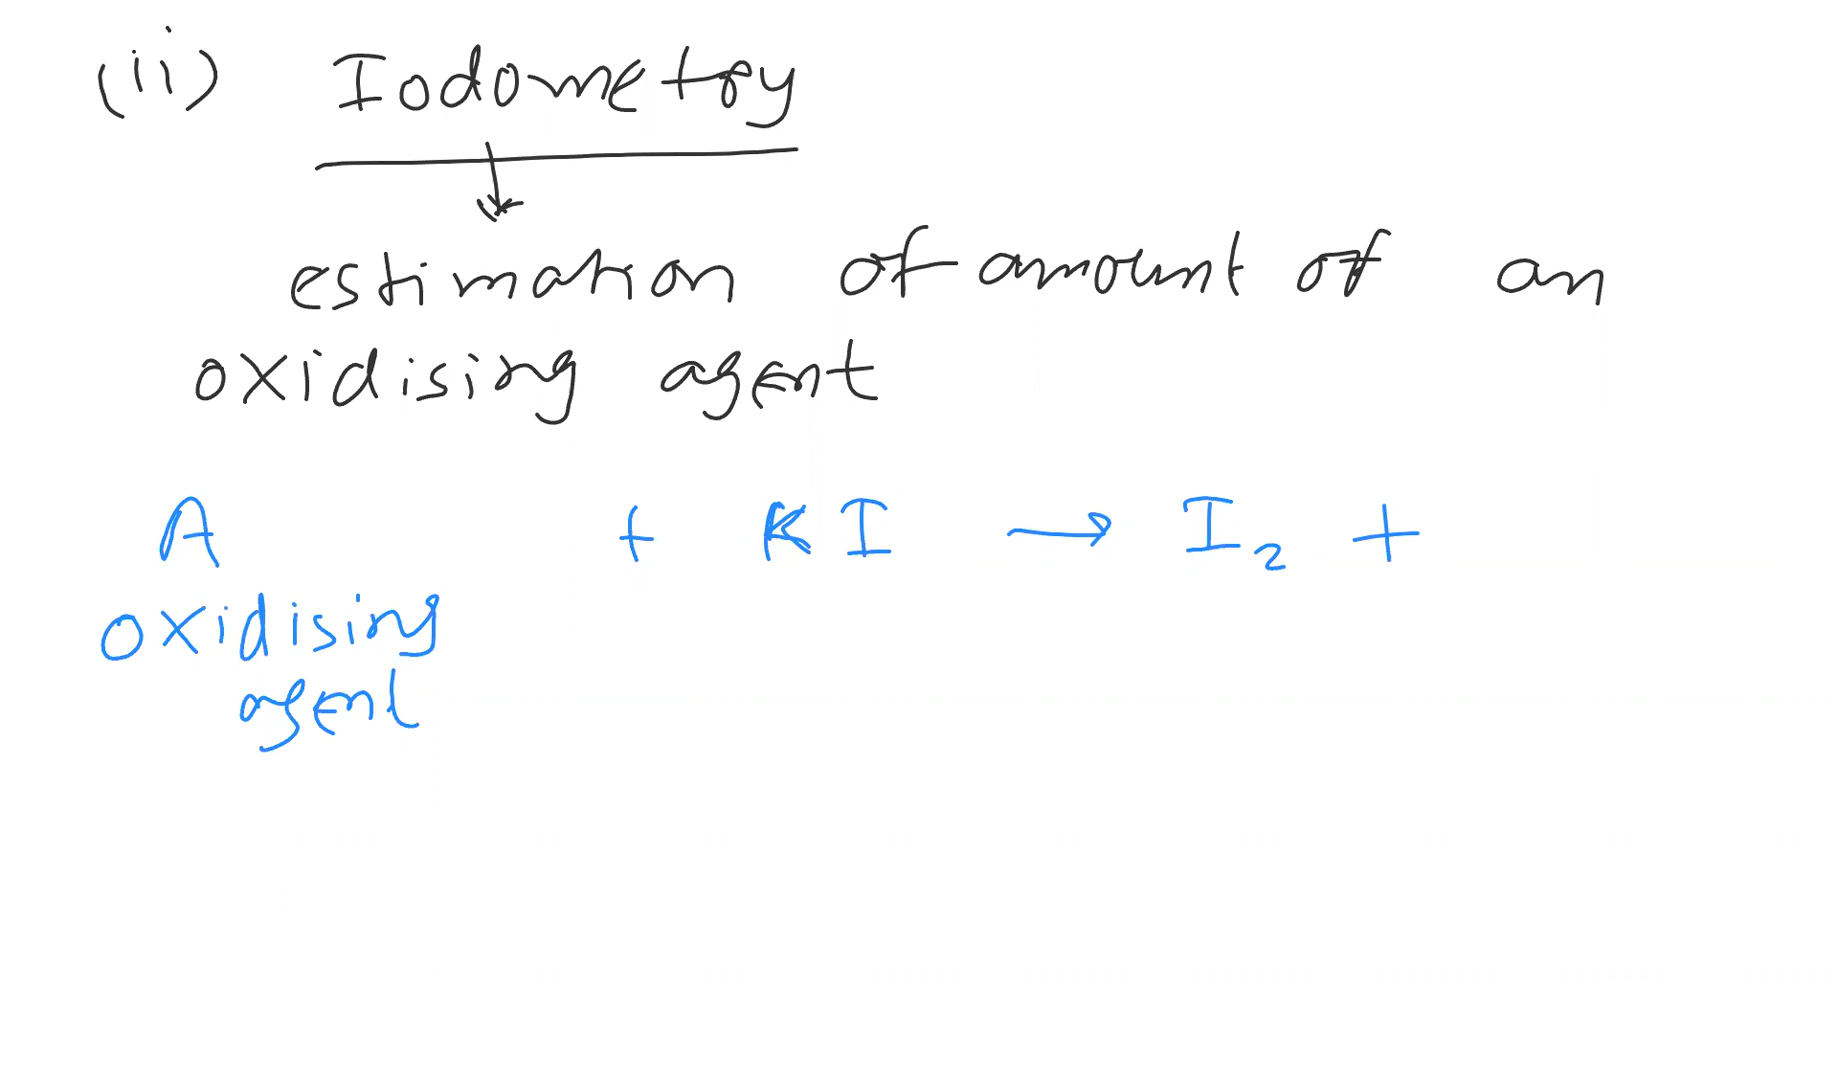 (ii) Iodometry
estimation of amount of an
oxidising agent
A + KI → I₂ +
oxidising
agent